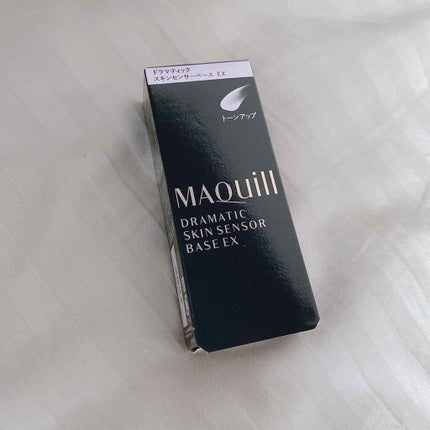 ドラマティック
スキンセンサーベース EX
トーンアップ
MAQuill
DRAMATIC
SKIN SENSOR
BASE EX